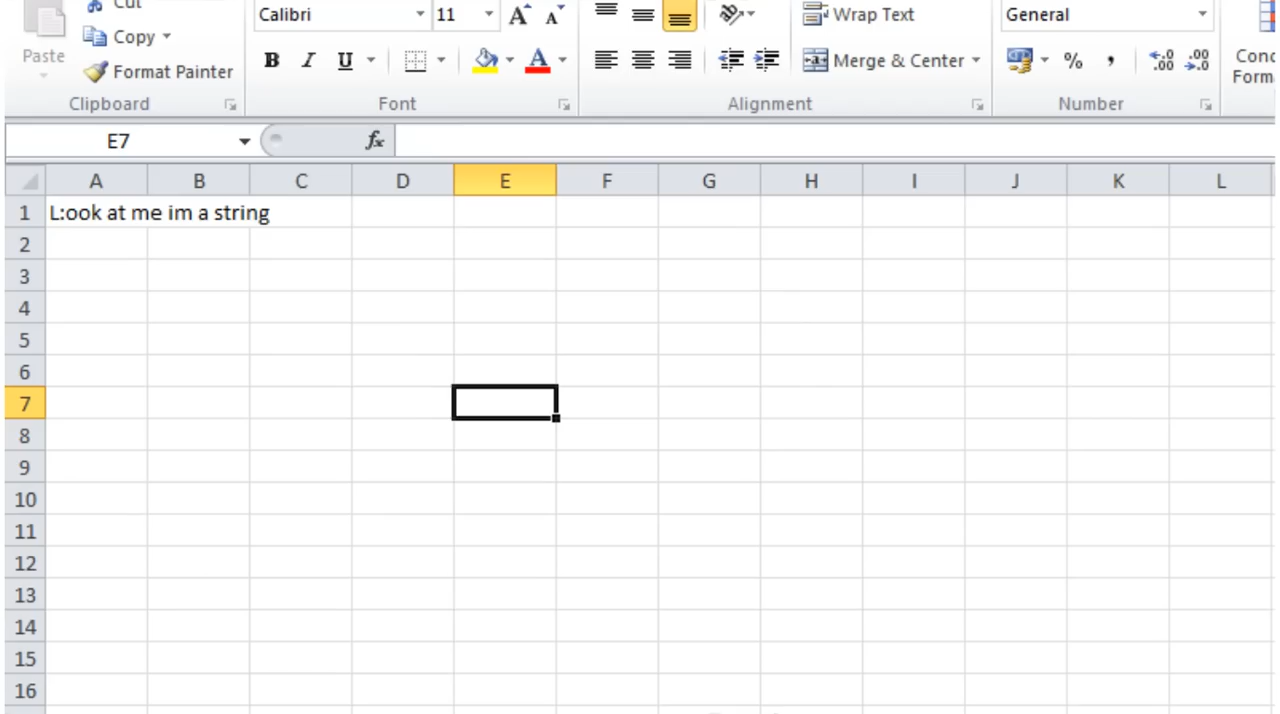 Cut
Calibri 11 A A Wrap Text General
Paste Copy
Format Painter B I U A Merge & Center % , .00 .00
Clipboard Font Alignment Number
E7 fx
A B C D E F G H I J K L
1 L:ook at me im a string
2
3
4
5
6
7
8
9
10
11
12
13
14
15
16